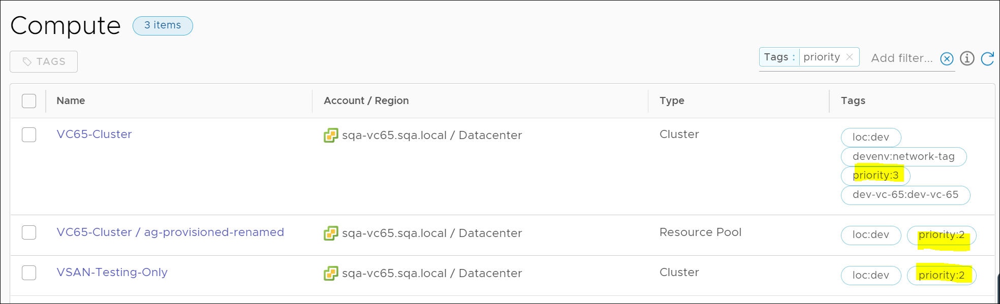 Compute 3 items
TAGS
Tags : priority Add filter...
Name Account / Region Type Tags
VC65-Cluster sqa-vc65.sqa.local / Datacenter Cluster loc:dev
devenv:network-tag
priority:3
dev-vc-65:dev-vc-65
VC65-Cluster / ag-provisioned-renamed sqa-vc65.sqa.local / Datacenter Resource Pool loc:dev priority:2
VSAN-Testing-Only sqa-vc65.sqa.local / Datacenter Cluster loc:dev priority:2